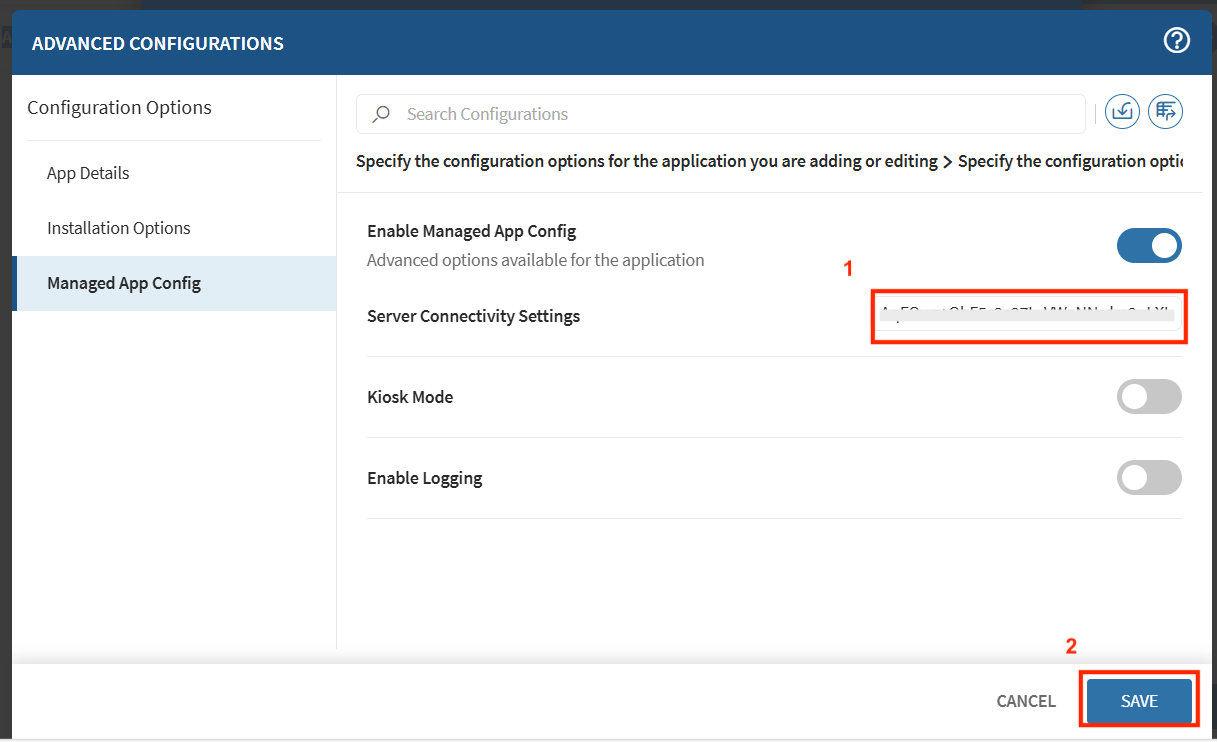 ADVANCED CONFIGURATIONS
Configuration Options
App Details
Installation Options
Managed App Config
Search Configurations
Specify the configuration options for the application you are adding or editing > Specify the configuration
Enable Managed App Config
Advanced options available for the application
1
Server Connectivity Settings
Kiosk Mode
Enable Logging
2
CANCEL
SAVE